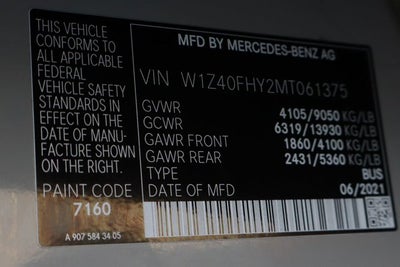 THIS VEHICLE
CONFORMS TO
ALL APPLICABLE
FEDERAL
VEHICLE SAFETY
STANDARDS IN
EFFECT ON THE
DATE OF MANU-
FACTURE SHOWN
ON THE RIGHT.
PAINT CODE
7160
A 907 584 34 05
MFD BY MERCEDES-BENZ AG
VIN W1Z40FHY2MT061375
GVWR 4105/9050 KG/LB
GCWR 6319/13930 KG/LB
GAWR FRONT 1860/4100 KG/LB
GAWR REAR 2431/5360 KG/LB
TYPE BUS
DATE OF MFD 06/2021